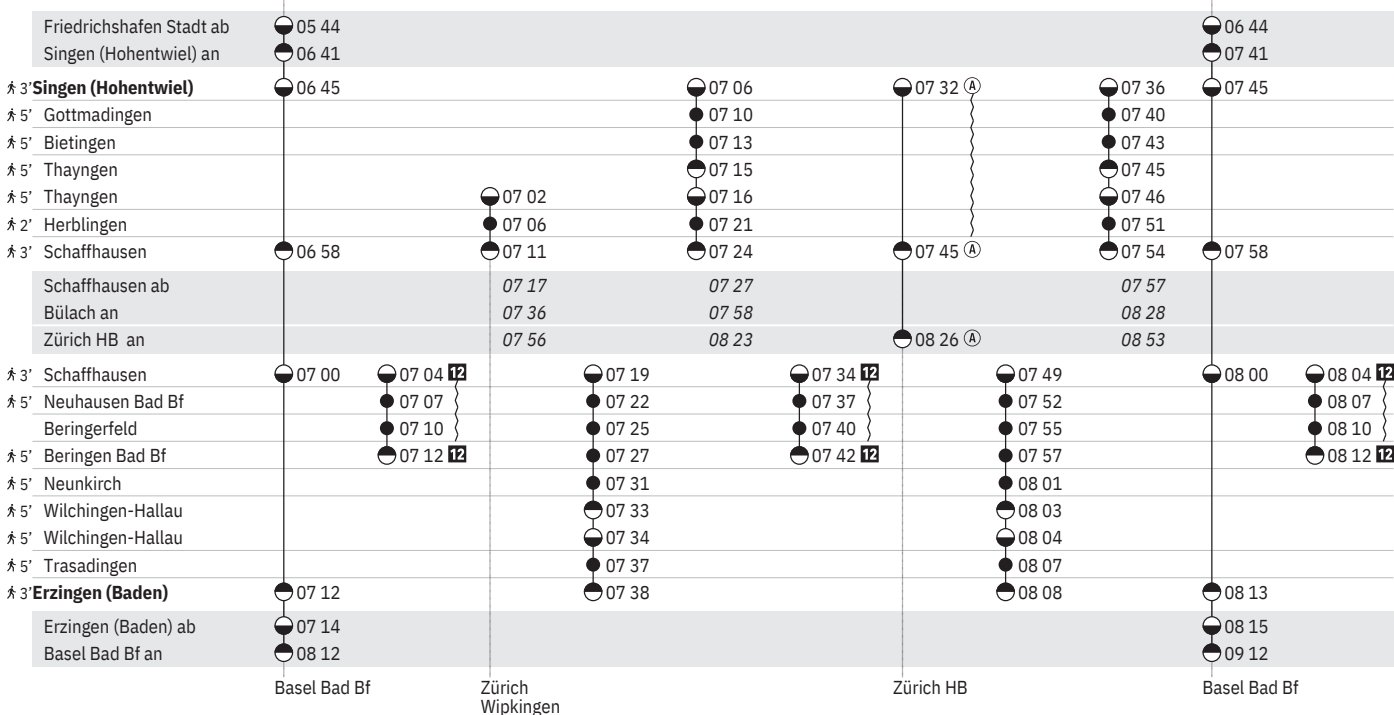 Friedrichshafen Stadt ab 05 44 06 44
Singen (Hohentwiel) an 06 41 07 41
3' Singen (Hohentwiel) 06 45 07 06 07 32 Ⓐ 07 36 07 45
5' Gottmadingen 07 10 07 40
5' Bietingen 07 13 07 43
5' Thayngen 07 15 07 45
5' Thayngen 07 02 07 16 07 46
2' Herblingen 07 06 07 21 07 51
3' Schaffhausen 06 58 07 11 07 24 07 45 Ⓐ 07 54 07 58
Schaffhausen ab 07 17 07 27 07 57
Bülach an 07 36 07 58 08 28
Zürich HB an 07 56 08 23 08 26 Ⓐ 08 53
3' Schaffhausen 07 00 07 04 12 07 19 07 34 12 07 49 08 00 08 04 12
5' Neuhausen Bad Bf 07 07 07 22 07 37 07 52 08 07
Beringerfeld 07 10 07 25 07 40 07 55 08 10
5' Beringen Bad Bf 07 12 12 07 27 07 42 12 07 57 08 12 12
5' Neunkirch 07 31 08 01
5' Wilchingen-Hallau 07 33 08 03
5' Wilchingen-Hallau 07 34 08 04
5' Trasadingen 07 37 08 07
3' Erzingen (Baden) 07 12 07 38 08 08 08 13
Erzingen (Baden) ab 07 14 08 15
Basel Bad Bf an 08 12 09 12
Basel Bad Bf Zürich Zürich HB Basel Bad Bf
Wipkingen